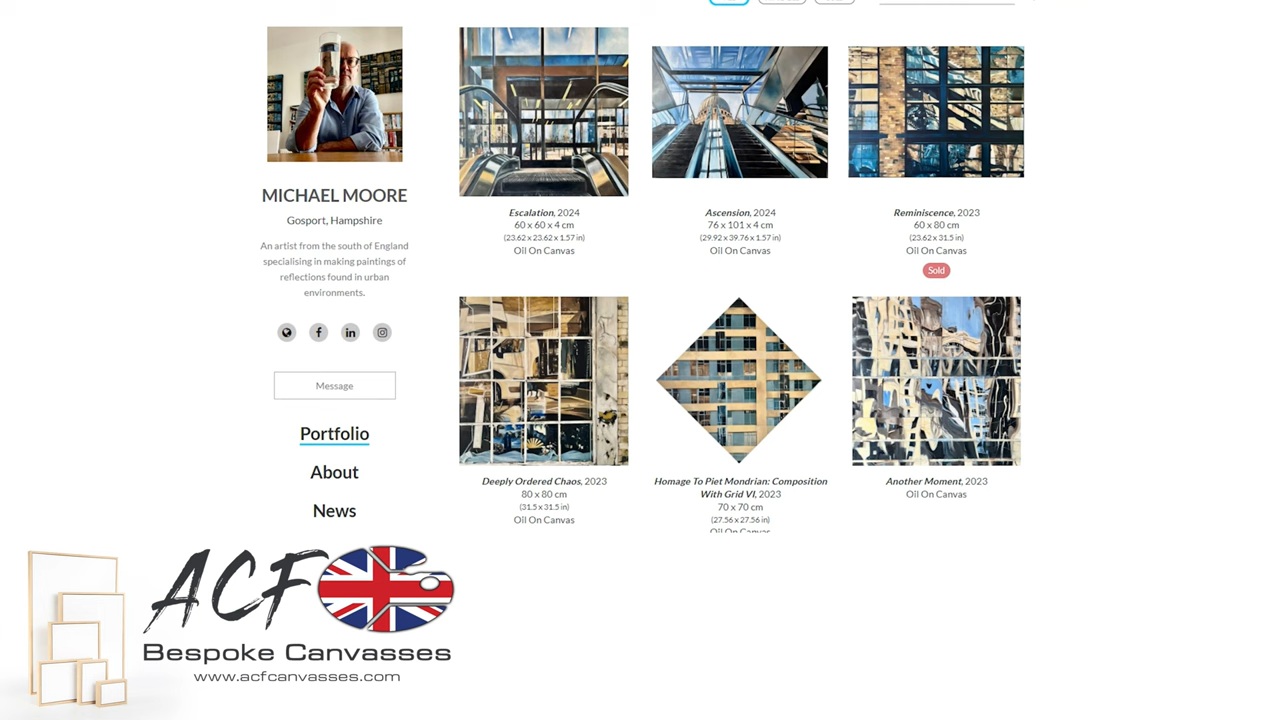 MICHAEL MOORE
Gosport, Hampshire
An artist from the south of England
specialising in making paintings of
reflections found in urban
environments.
Message
Portfolio
About
News
Escalation, 2024
60 x 60 x 4 cm
(23.62 x 23.62 x 1.57 in)
Oil On Canvas
Ascension, 2024
76 x 101 x 4 cm
(29.92 x 39.76 x 1.57 in)
Oil On Canvas
Reminiscence, 2023
60 x 80 cm
(23.62 x 31.5 in)
Oil On Canvas
Sold
Deeply Ordered Chaos, 2023
80 x 80 cm
(31.5 x 31.5 in)
Oil On Canvas
Homage To Piet Mondrian: Composition
With Grid VI, 2023
70 x 70 cm
(27.56 x 27.56 in)
Oil On Canvas
Another Moment, 2023
Oil On Canvas
ACF
Bespoke Canvasses
www.acfcanvasses.com